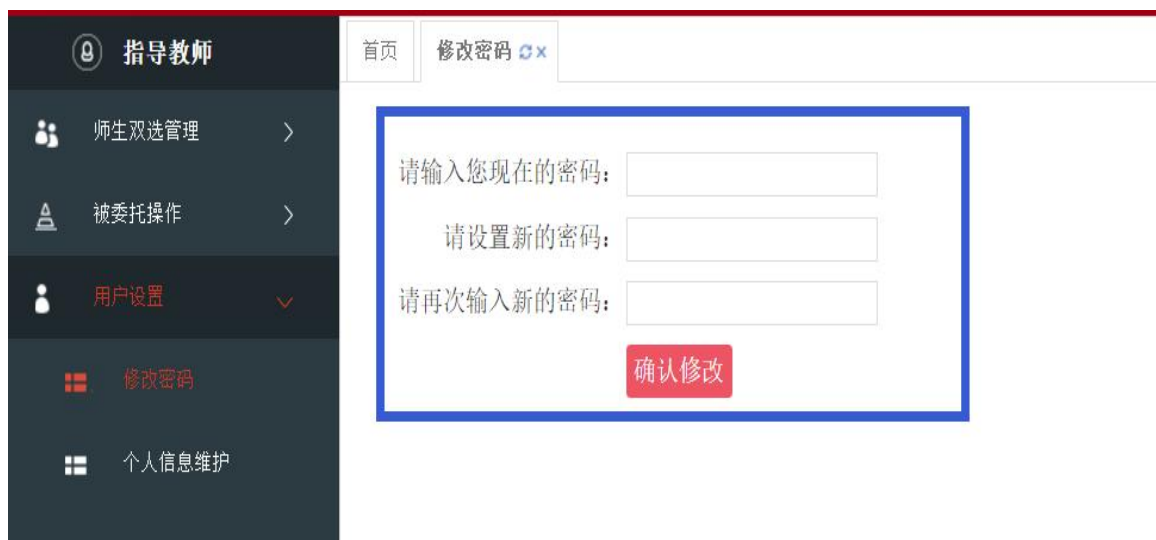 指导教师
师生双选管理
被委托操作
用户设置
修改密码
个人信息维护
首页 修改密码
请输入您现在的密码：
请设置新的密码：
请再次输入新的密码：
确认修改